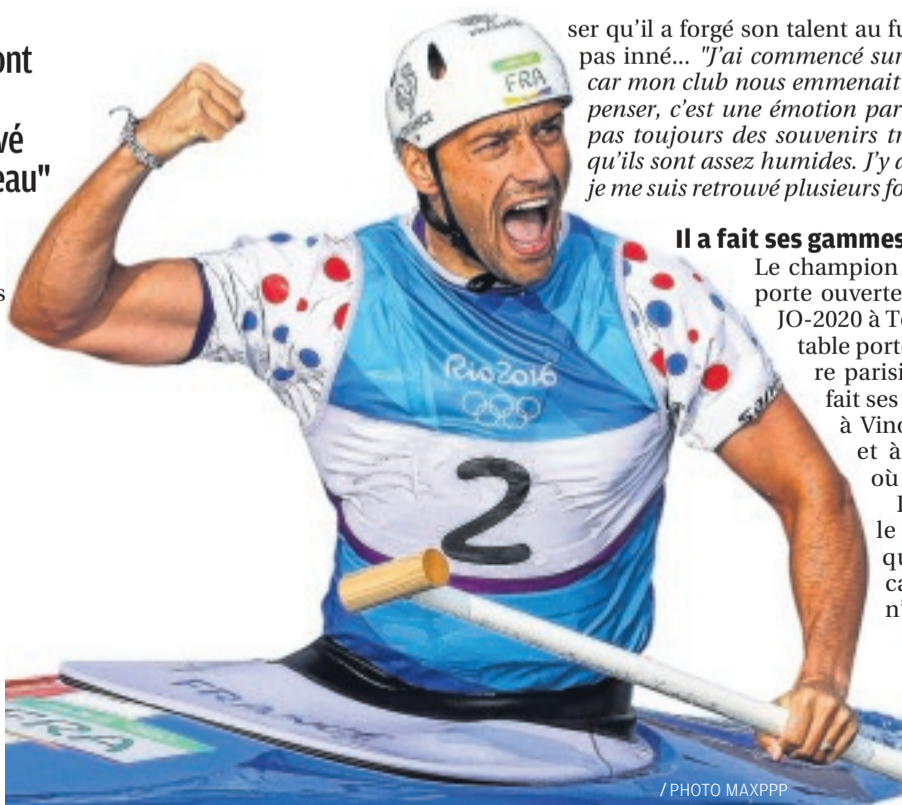 ont
vé
eau"
s
ser qu'il a forgé son talent au fu
pas inné... "J'ai commencé sur
car mon club nous emmenait
penser, c'est une émotion par
pas toujours des souvenirs tr
qu'ils sont assez humides. J'y a
je me suis retrouvé plusieurs fo
Il a fait ses gammes
Le champion
porte ouverte
JO-2020 à To
table porte
re parisi
fait ses
à Vinc
et à
où
le
qu
ca
n'
FRA
FRANCE
Rio2016
2
FRANCE
FRA
/ PHOTO MAXPPP